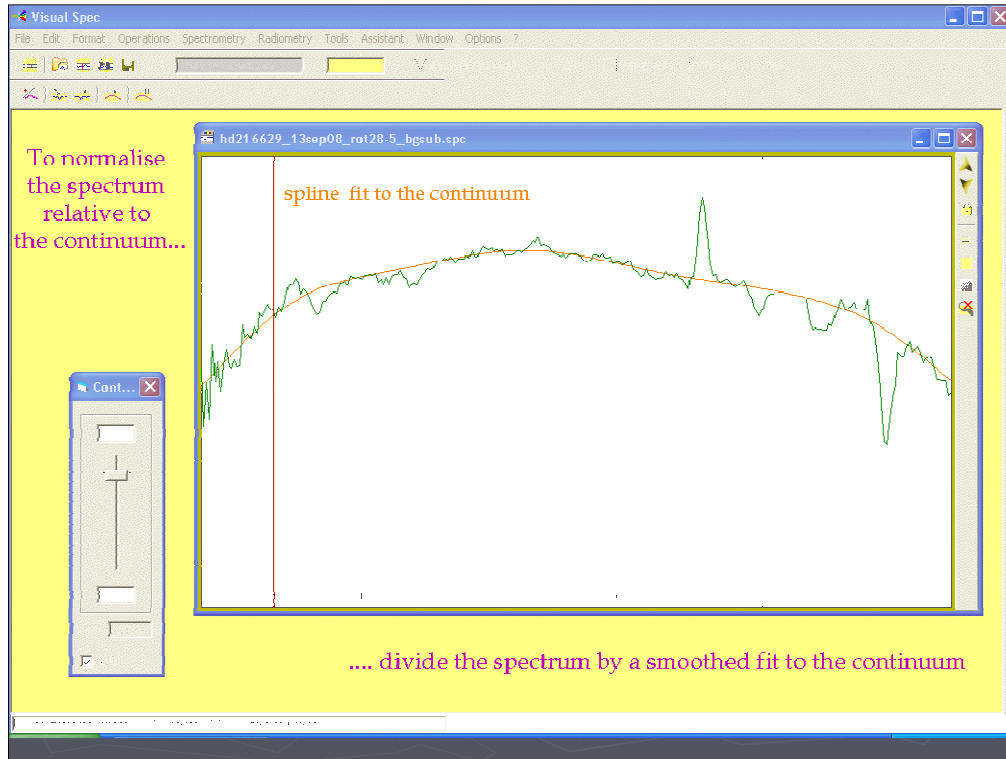 Visual Spec
File Edit Format Operations Spectrometry Radiometry Tools Assistant Window Options ?
To normalise
the spectrum
relative to
the continuum...
hd216629_13sep08_rot28-5_bgsub.spc
spline fit to the continuum
Cont...
.... divide the spectrum by a smoothed fit to the continuum